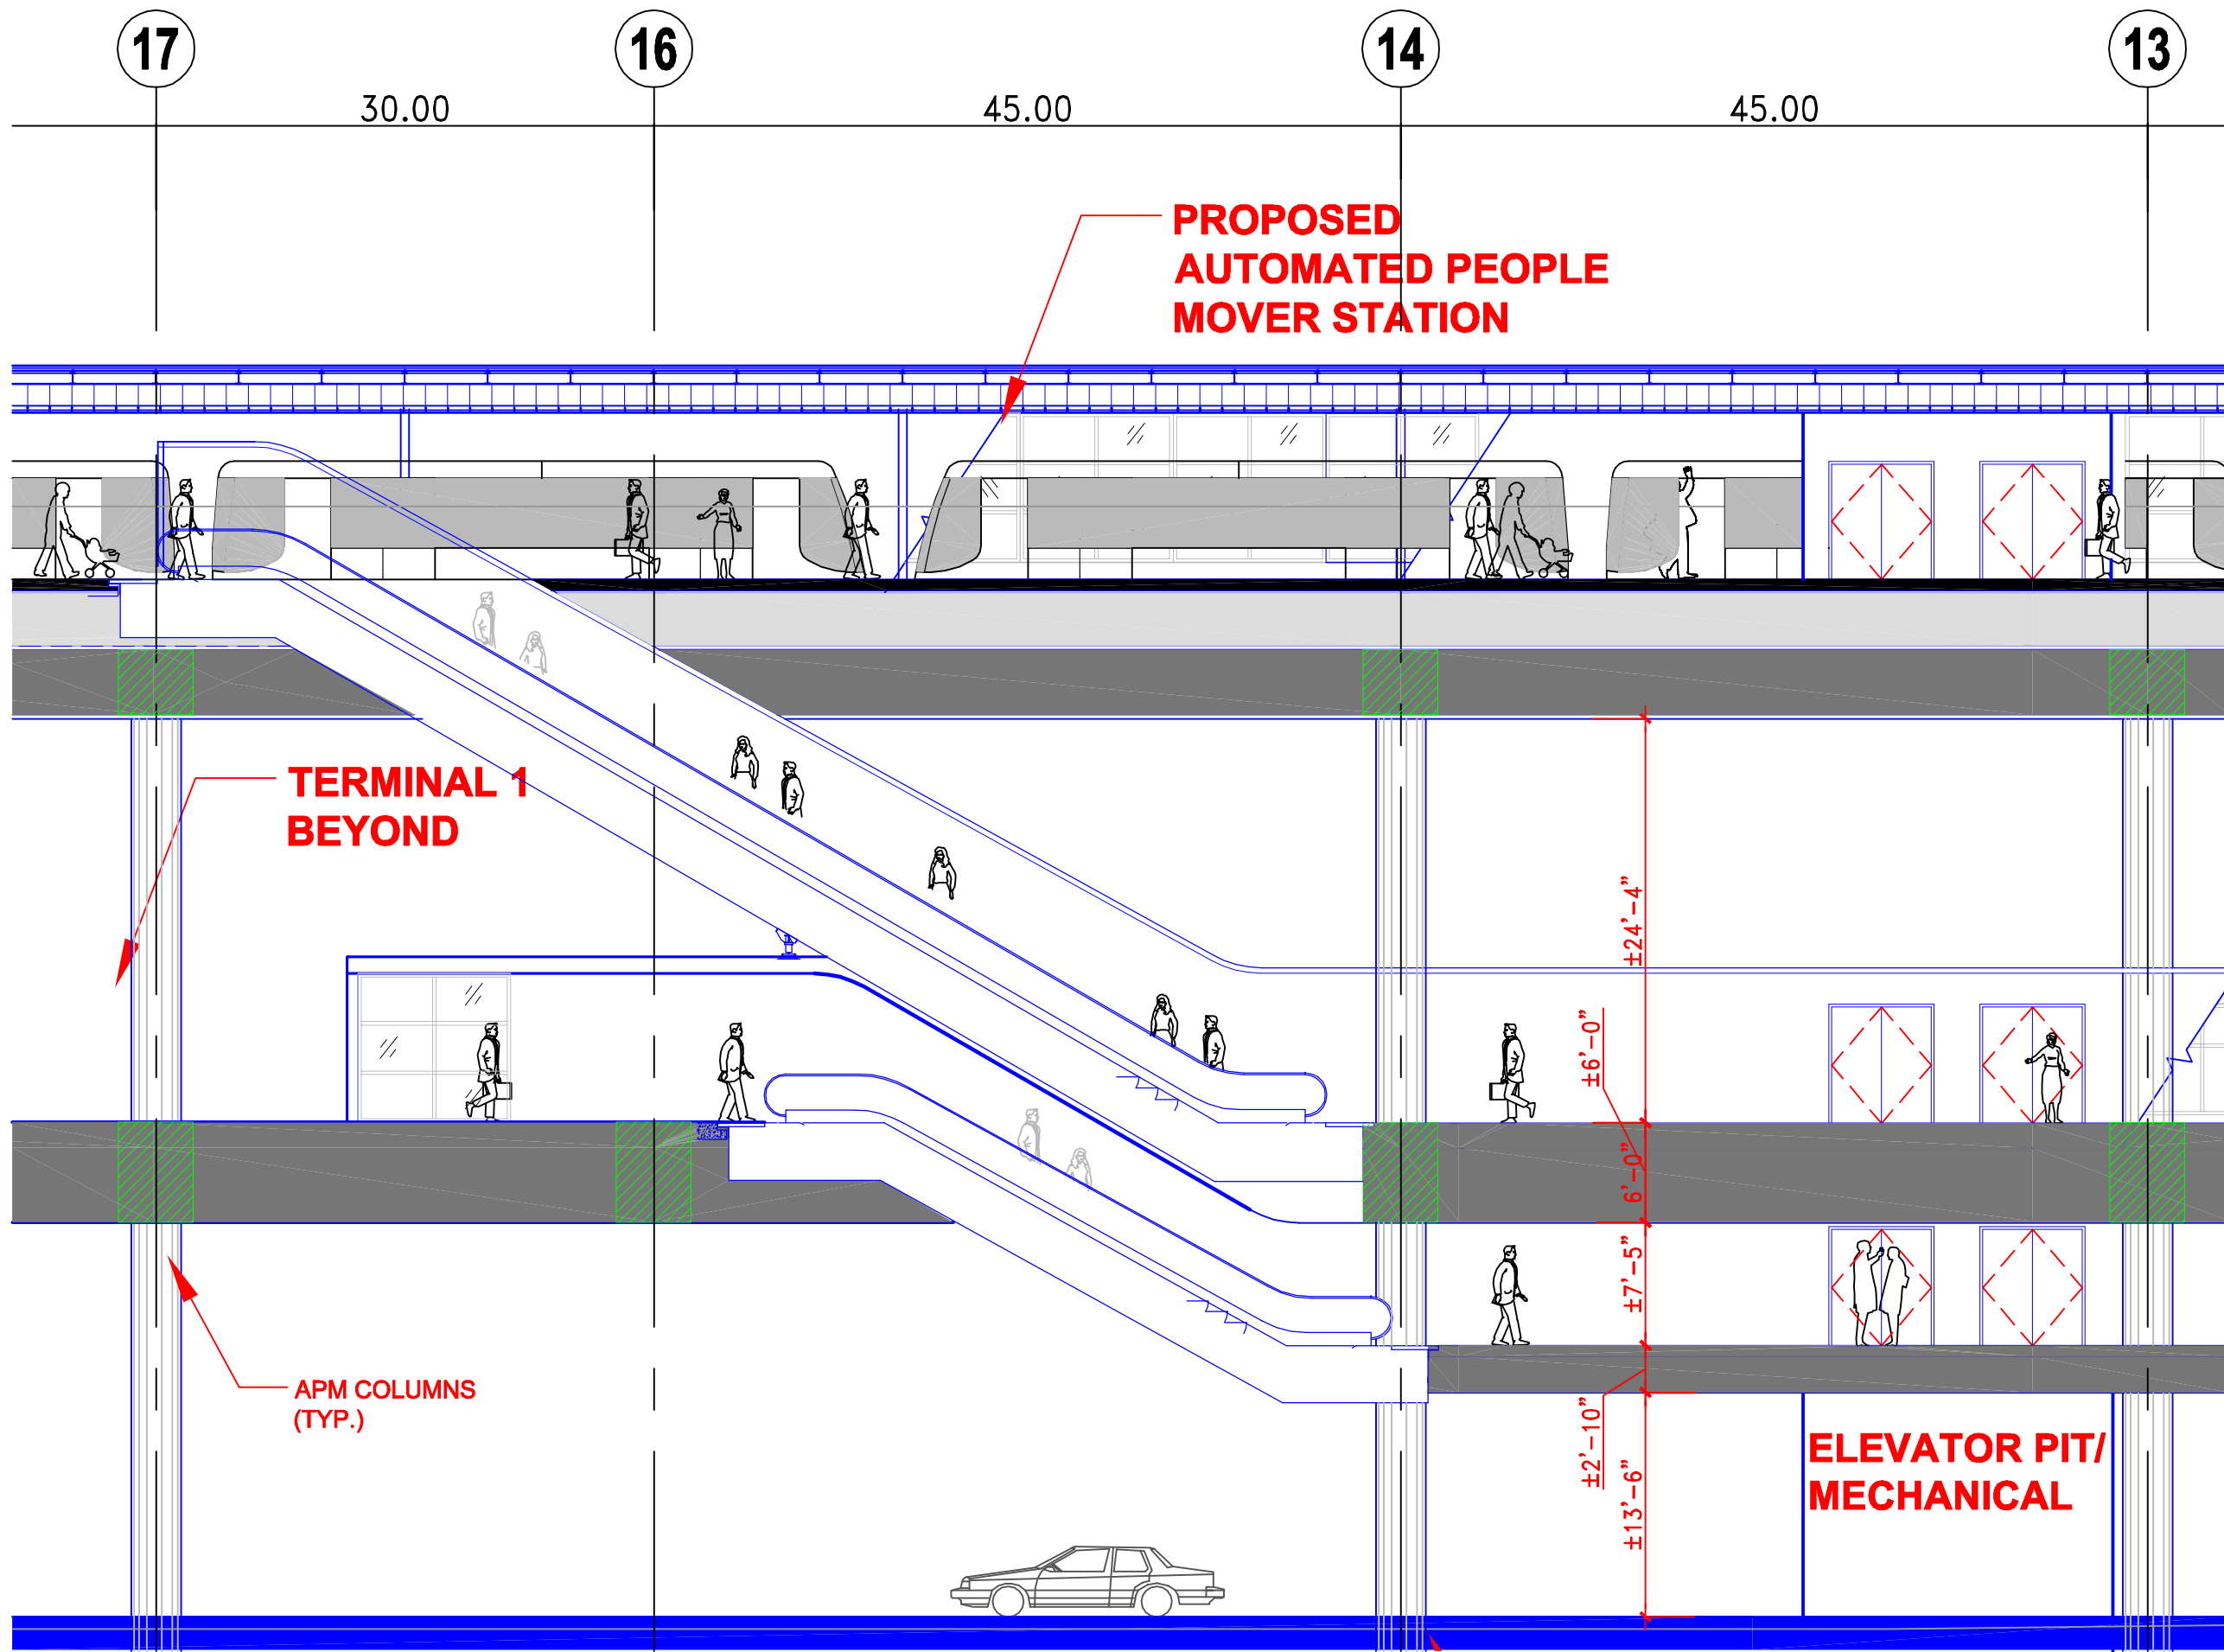 17
16
14
13
30.00
45.00
45.00
PROPOSED
AUTOMATED PEOPLE
MOVER STATION
TERMINAL 1
BEYOND
±24'-4"
±6'-0"
6'-0"
±7'-5"
±2'-10"
±13'-6"
APM COLUMNS
(TYP.)
ELEVATOR PIT/
MECHANICAL